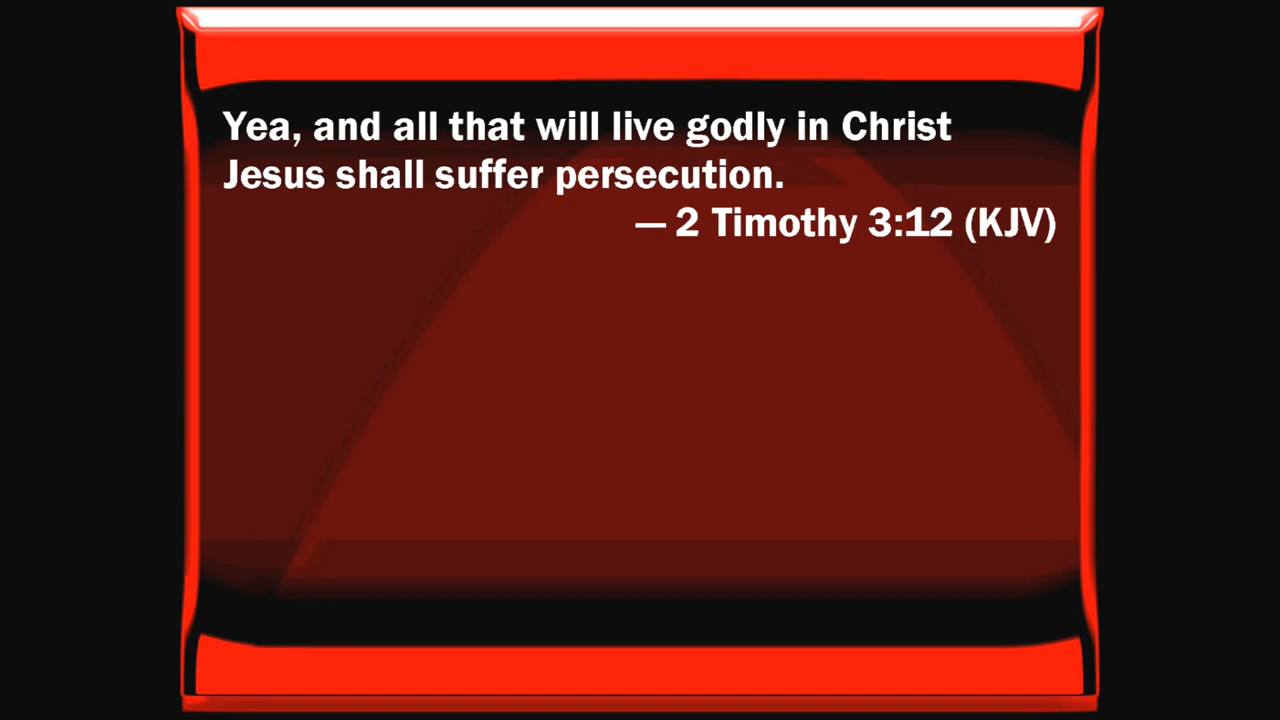 Yea, and all that will live godly in Christ
Jesus shall suffer persecution.
— 2 Timothy 3:12 (KJV)